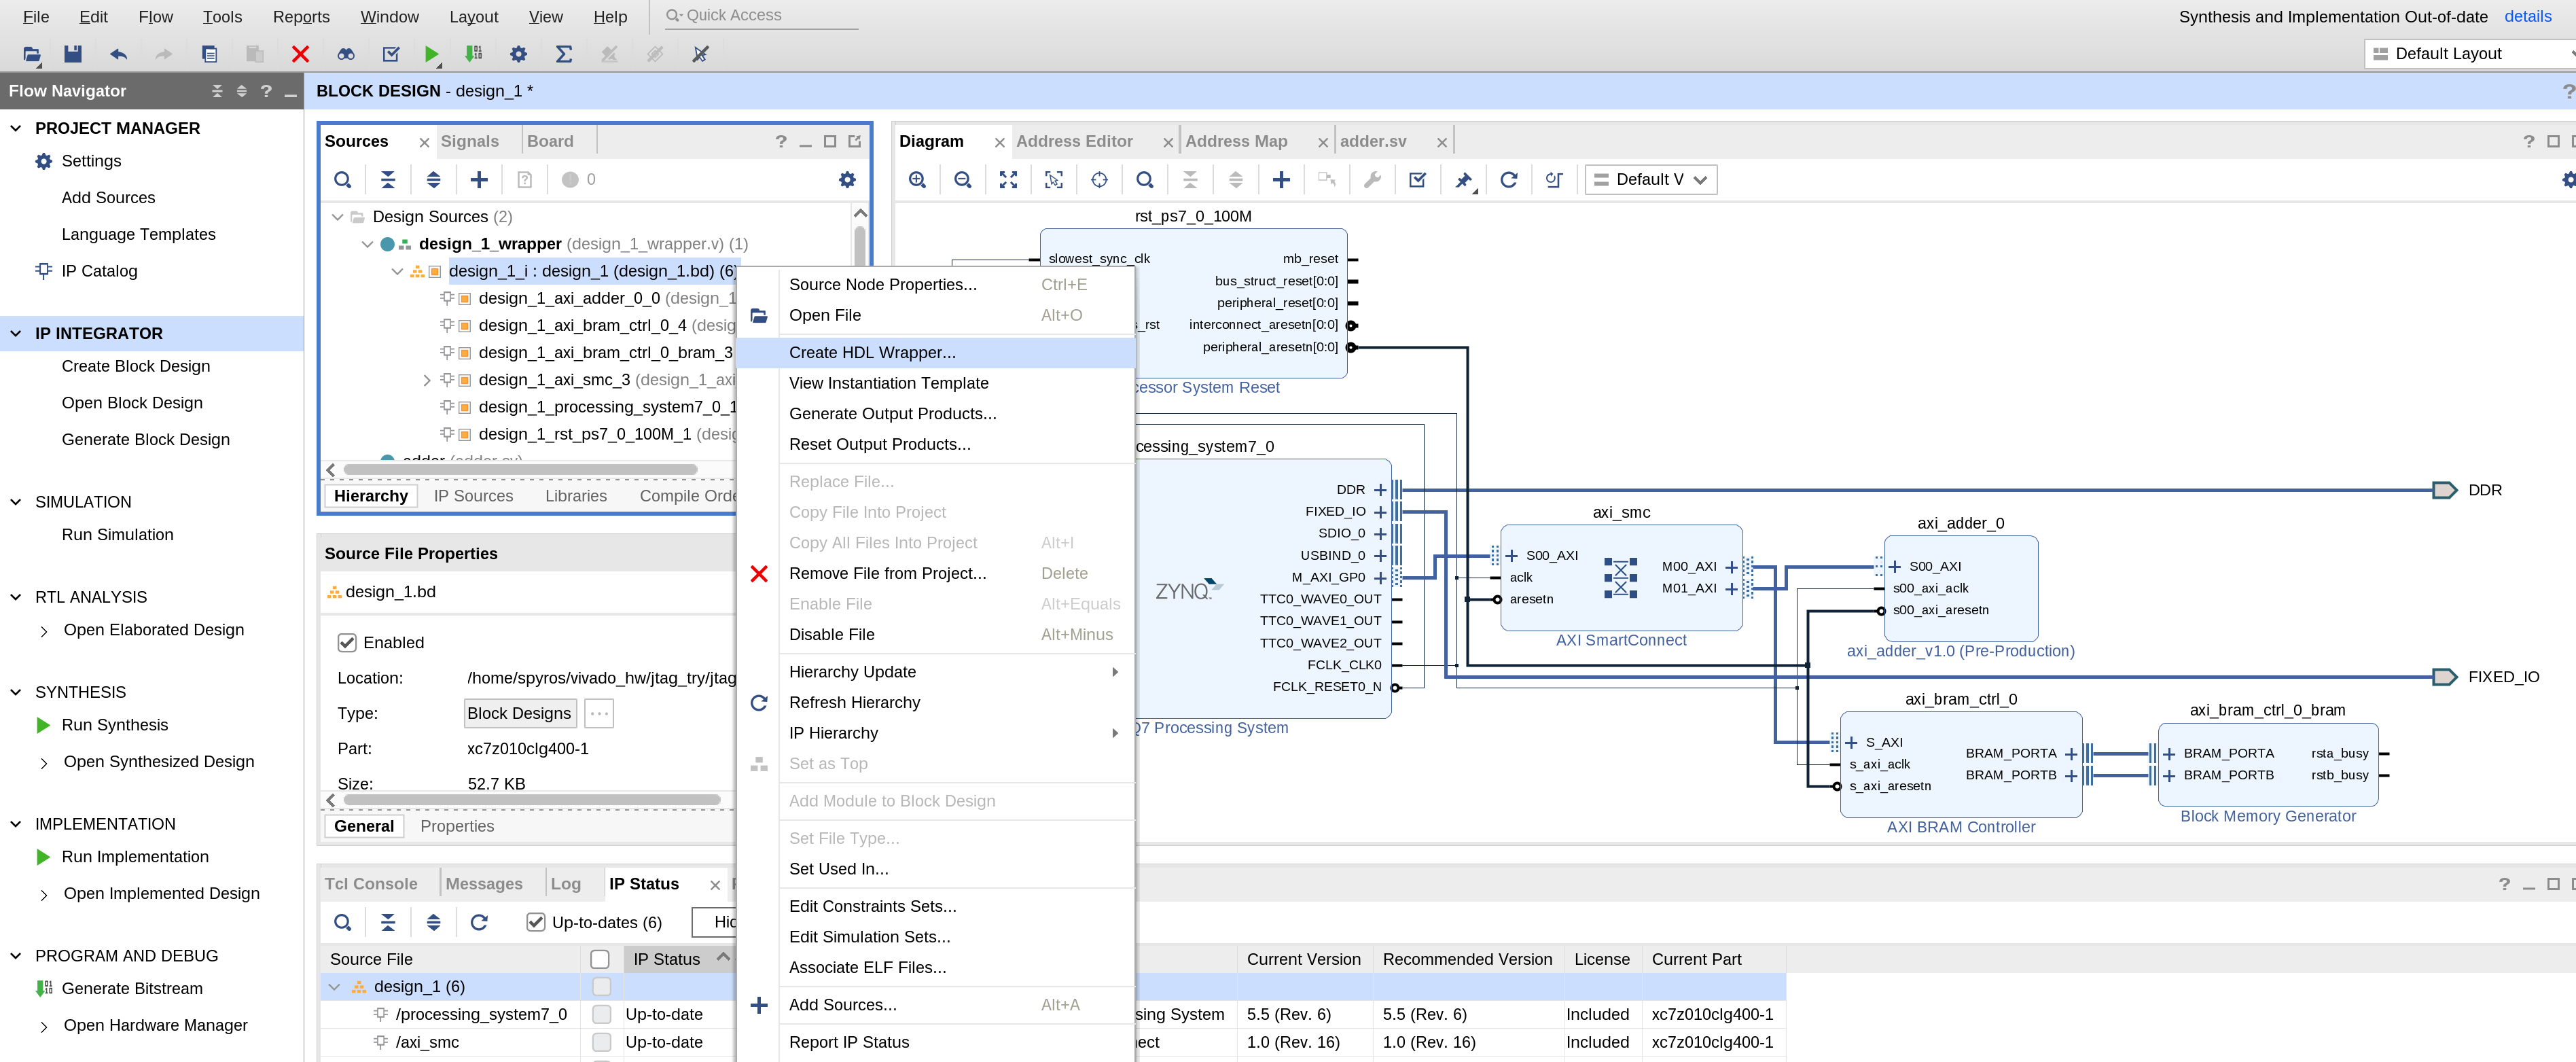 File Edit Flow Tools Reports Window Layout View Help Quick Access
Synthesis and Implementation Out-of-date details
Default Layout
Flow Navigator
PROJECT MANAGER
Settings
Add Sources
Language Templates
IP Catalog
IP INTEGRATOR
Create Block Design
Open Block Design
Generate Block Design
SIMULATION
Run Simulation
RTL ANALYSIS
Open Elaborated Design
SYNTHESIS
Run Synthesis
Open Synthesized Design
IMPLEMENTATION
Run Implementation
Open Implemented Design
PROGRAM AND DEBUG
Generate Bitstream
Open Hardware Manager
BLOCK DESIGN - design_1 *
Sources Signals Board
0
Design Sources (2)
design_1_wrapper (design_1_wrapper.v) (1)
design_1_i : design_1 (design_1.bd) (6)
design_1_axi_adder_0_0 (design_1
design_1_axi_bram_ctrl_0_4 (desig
design_1_axi_bram_ctrl_0_bram_3
design_1_axi_smc_3 (design_1_axi
design_1_processing_system7_0_1
design_1_rst_ps7_0_100M_1 (desig
adder (adder.sv)
Hierarchy IP Sources Libraries Compile Orde
Source File Properties
design_1.bd
Enabled
Location: /home/spyros/vivado_hw/jtag_try/jtag
Type: Block Designs
Part: xc7z010clg400-1
Size: 52.7 KB
General Properties
Source Node Properties... Ctrl+E
Open File Alt+O
Create HDL Wrapper...
View Instantiation Template
Generate Output Products...
Reset Output Products...
Replace File...
Copy File Into Project
Copy All Files Into Project Alt+I
Remove File from Project... Delete
Enable File Alt+Equals
Disable File Alt+Minus
Hierarchy Update
Refresh Hierarchy
IP Hierarchy
Set as Top
Add Module to Block Design
Set File Type...
Set Used In...
Edit Constraints Sets...
Edit Simulation Sets...
Associate ELF Files...
Add Sources... Alt+A
Report IP Status
Diagram Address Editor Address Map adder.sv
Default V
rst_ps7_0_100M
slowest_sync_clk mb_reset
bus_struct_reset[0:0]
peripheral_reset[0:0]
s_rst interconnect_aresetn[0:0]
peripheral_aresetn[0:0]
cessor System Reset
cessing_system7_0
DDR
FIXED_IO
SDIO_0
USBIND_0
M_AXI_GP0
TTC0_WAVE0_OUT
TTC0_WAVE1_OUT
TTC0_WAVE2_OUT
FCLK_CLK0
FCLK_RESET0_N
ZYNQ
Q7 Processing System
axi_smc
S00_AXI M00_AXI
aclk M01_AXI
aresetn
AXI SmartConnect
axi_adder_0
S00_AXI
s00_axi_aclk
s00_axi_aresetn
axi_adder_v1.0 (Pre-Production)
DDR
FIXED_IO
axi_bram_ctrl_0
S_AXI BRAM_PORTA
s_axi_aclk BRAM_PORTB
s_axi_aresetn
AXI BRAM Controller
axi_bram_ctrl_0_bram
BRAM_PORTA rsta_busy
BRAM_PORTB rstb_busy
Block Memory Generator
Tcl Console Messages Log IP Status
Up-to-dates (6) Hid
Source File IP Status Current Version Recommended Version License Current Part
design_1 (6)
/processing_system7_0 Up-to-date sing System 5.5 (Rev. 6) 5.5 (Rev. 6) Included xc7z010clg400-1
/axi_smc Up-to-date ect 1.0 (Rev. 16) 1.0 (Rev. 16) Included xc7z010clg400-1